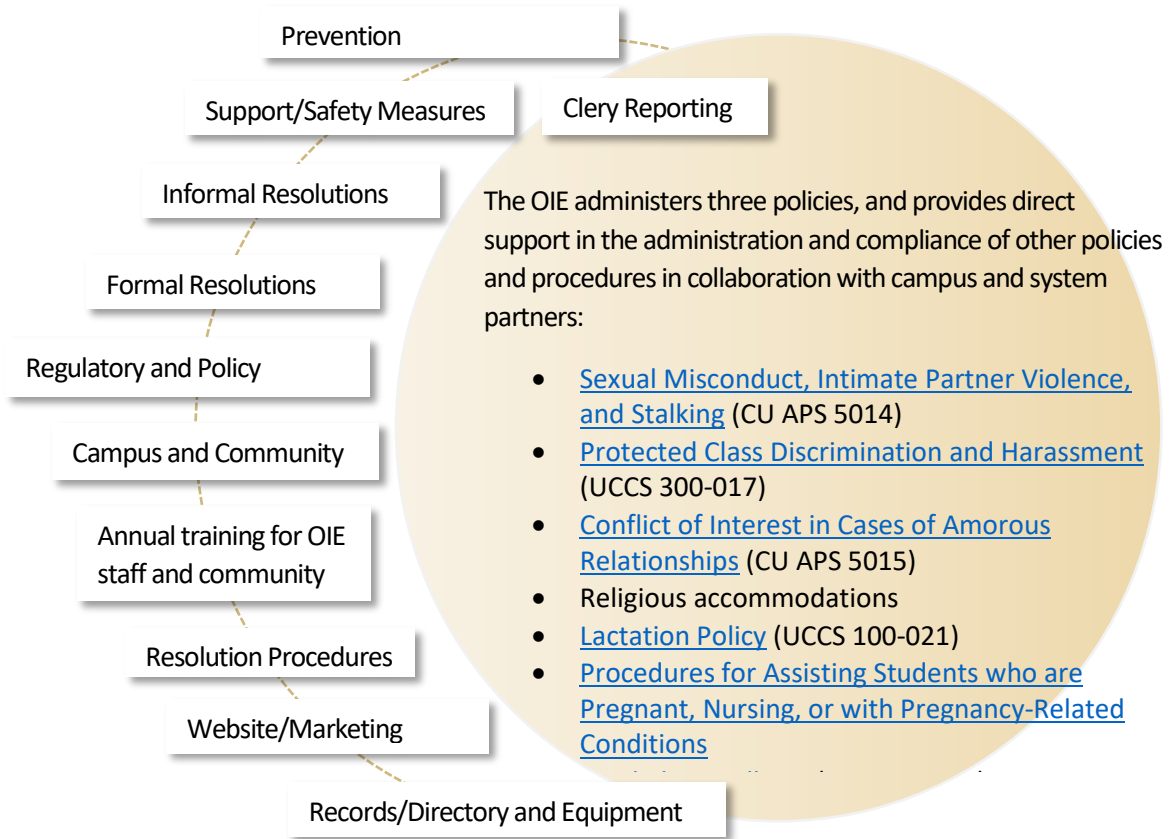 Prevention
Support/Safety Measures
Clery Reporting
Informal Resolutions
Formal Resolutions
Regulatory and Policy
Campus and Community
Annual training for OIE
staff and community
Resolution Procedures
Website/Marketing
Records/Directory and Equipment
The OIE administers three policies, and provides direct
support in the administration and compliance of other policies
and procedures in collaboration with campus and system
partners:
• Sexual Misconduct, Intimate Partner Violence,
and Stalking (CU APS 5014)
• Protected Class Discrimination and Harassment
(UCCS 300-017)
• Conflict of Interest in Cases of Amorous
Relationships (CU APS 5015)
• Religious accommodations
• Lactation Policy (UCCS 100-021)
• Procedures for Assisting Students who are
Pregnant, Nursing, or with Pregnancy-Related
Conditions